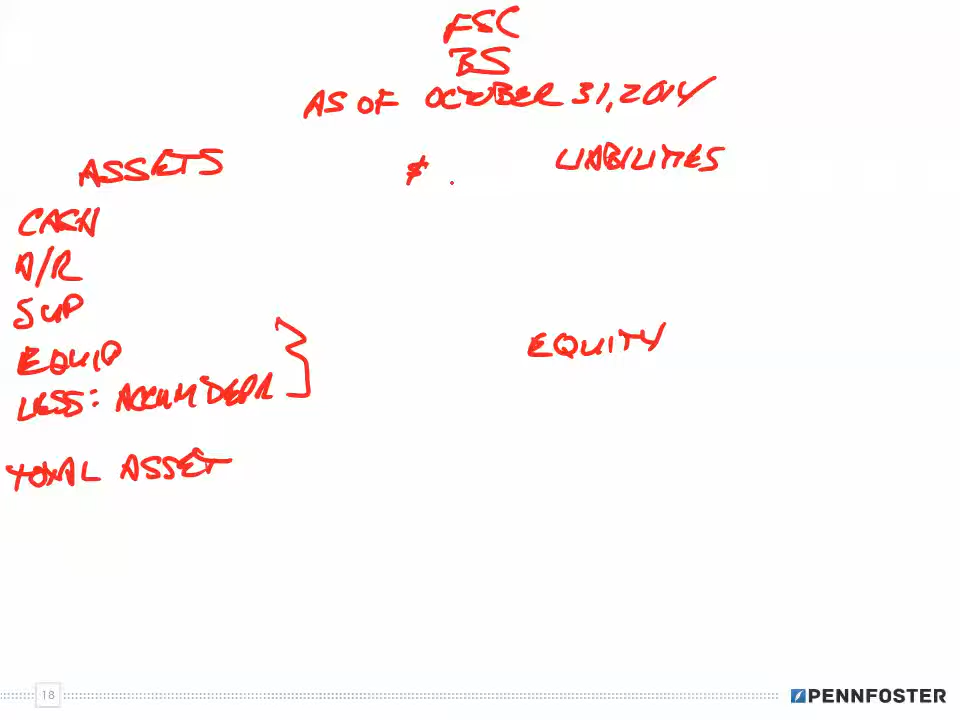 FSC
BS
AS OF OCTOBER 31, 2014
ASSETS $ LIABILITIES
CASH
A/R
SUP
EQUIP
EQUITY
LESS: ACCUM DEPR
TOTAL ASSET
18
PENNFOSTER